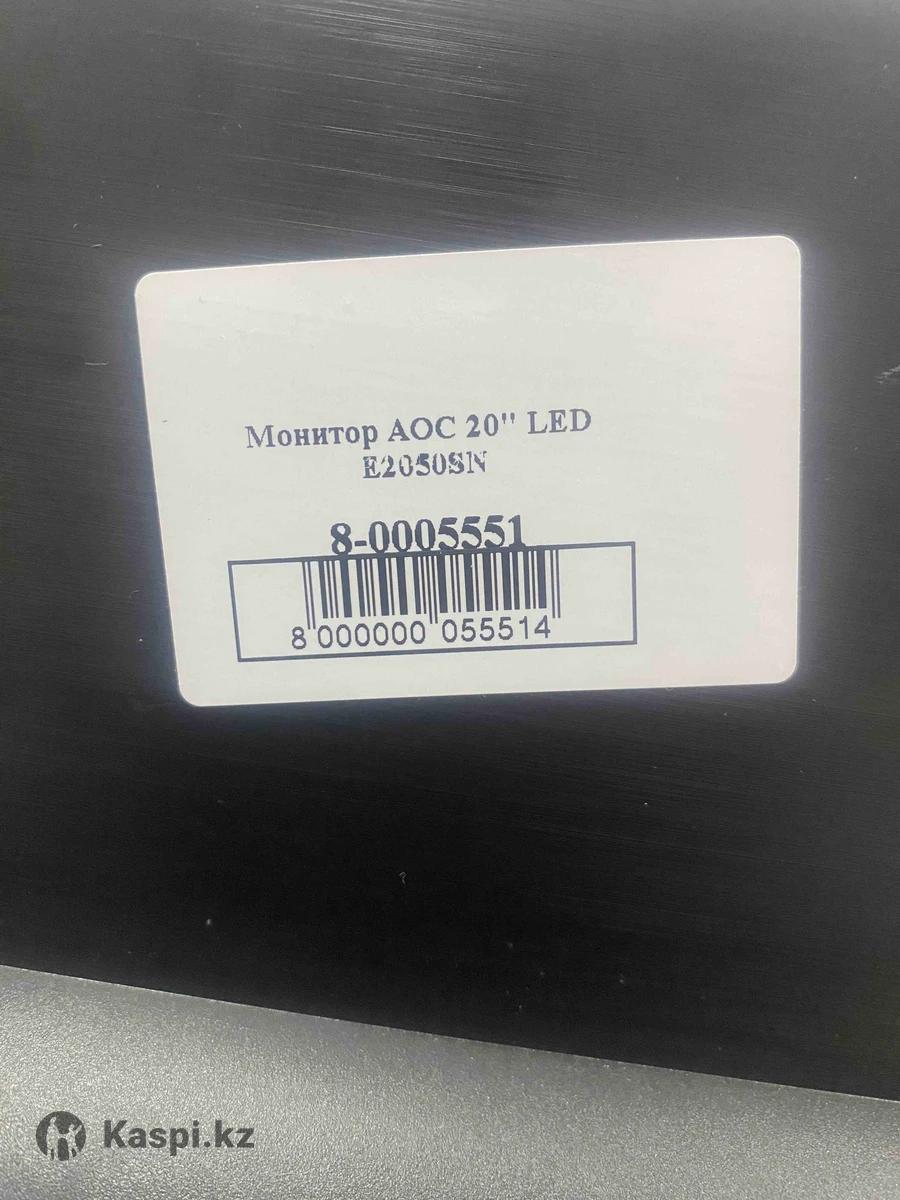 Монитор AOC 20" LED
E2050SN
8-0005551
8 000000 055514
Kaspi.kz